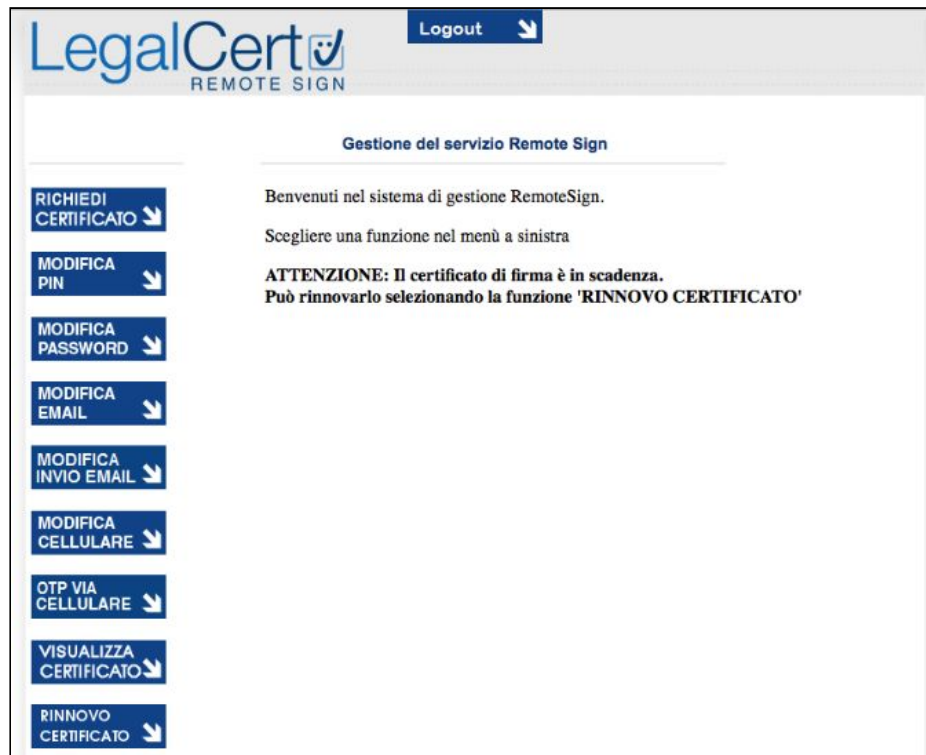 LegalCert
REMOTE SIGN
Logout
Gestione del servizio Remote Sign
RICHIEDI
CERTIFICATO
MODIFICA
PIN
MODIFICA
PASSWORD
MODIFICA
EMAIL
MODIFICA
INVIO EMAIL
MODIFICA
CELLULARE
OTP VIA
CELLULARE
VISUALIZZA
CERTIFICATO
RINNOVO
CERTIFICATO
Benvenuti nel sistema di gestione RemoteSign.
Scegliere una funzione nel menù a sinistra
ATTENZIONE: Il certificato di firma è in scadenza.
Può rinnovarlo selezionando la funzione 'RINNOVO CERTIFICATO'